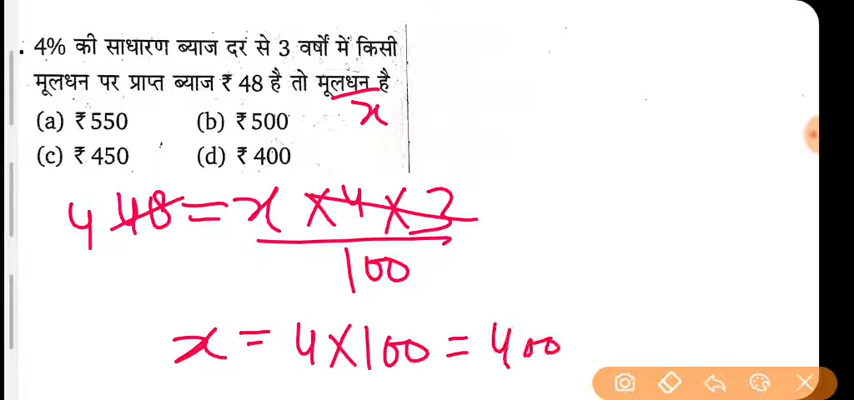 . 4% की साधारण ब्याज दर से 3 वर्षों में किसी
मूलधन पर प्राप्त ब्याज ₹ 48 है तो मूलधन है
x
(a) ₹ 550 (b) ₹ 500
(c) ₹ 450 (d) ₹ 400
4 48 = x × 4 × 3
100
x = 4 × 100 = 400